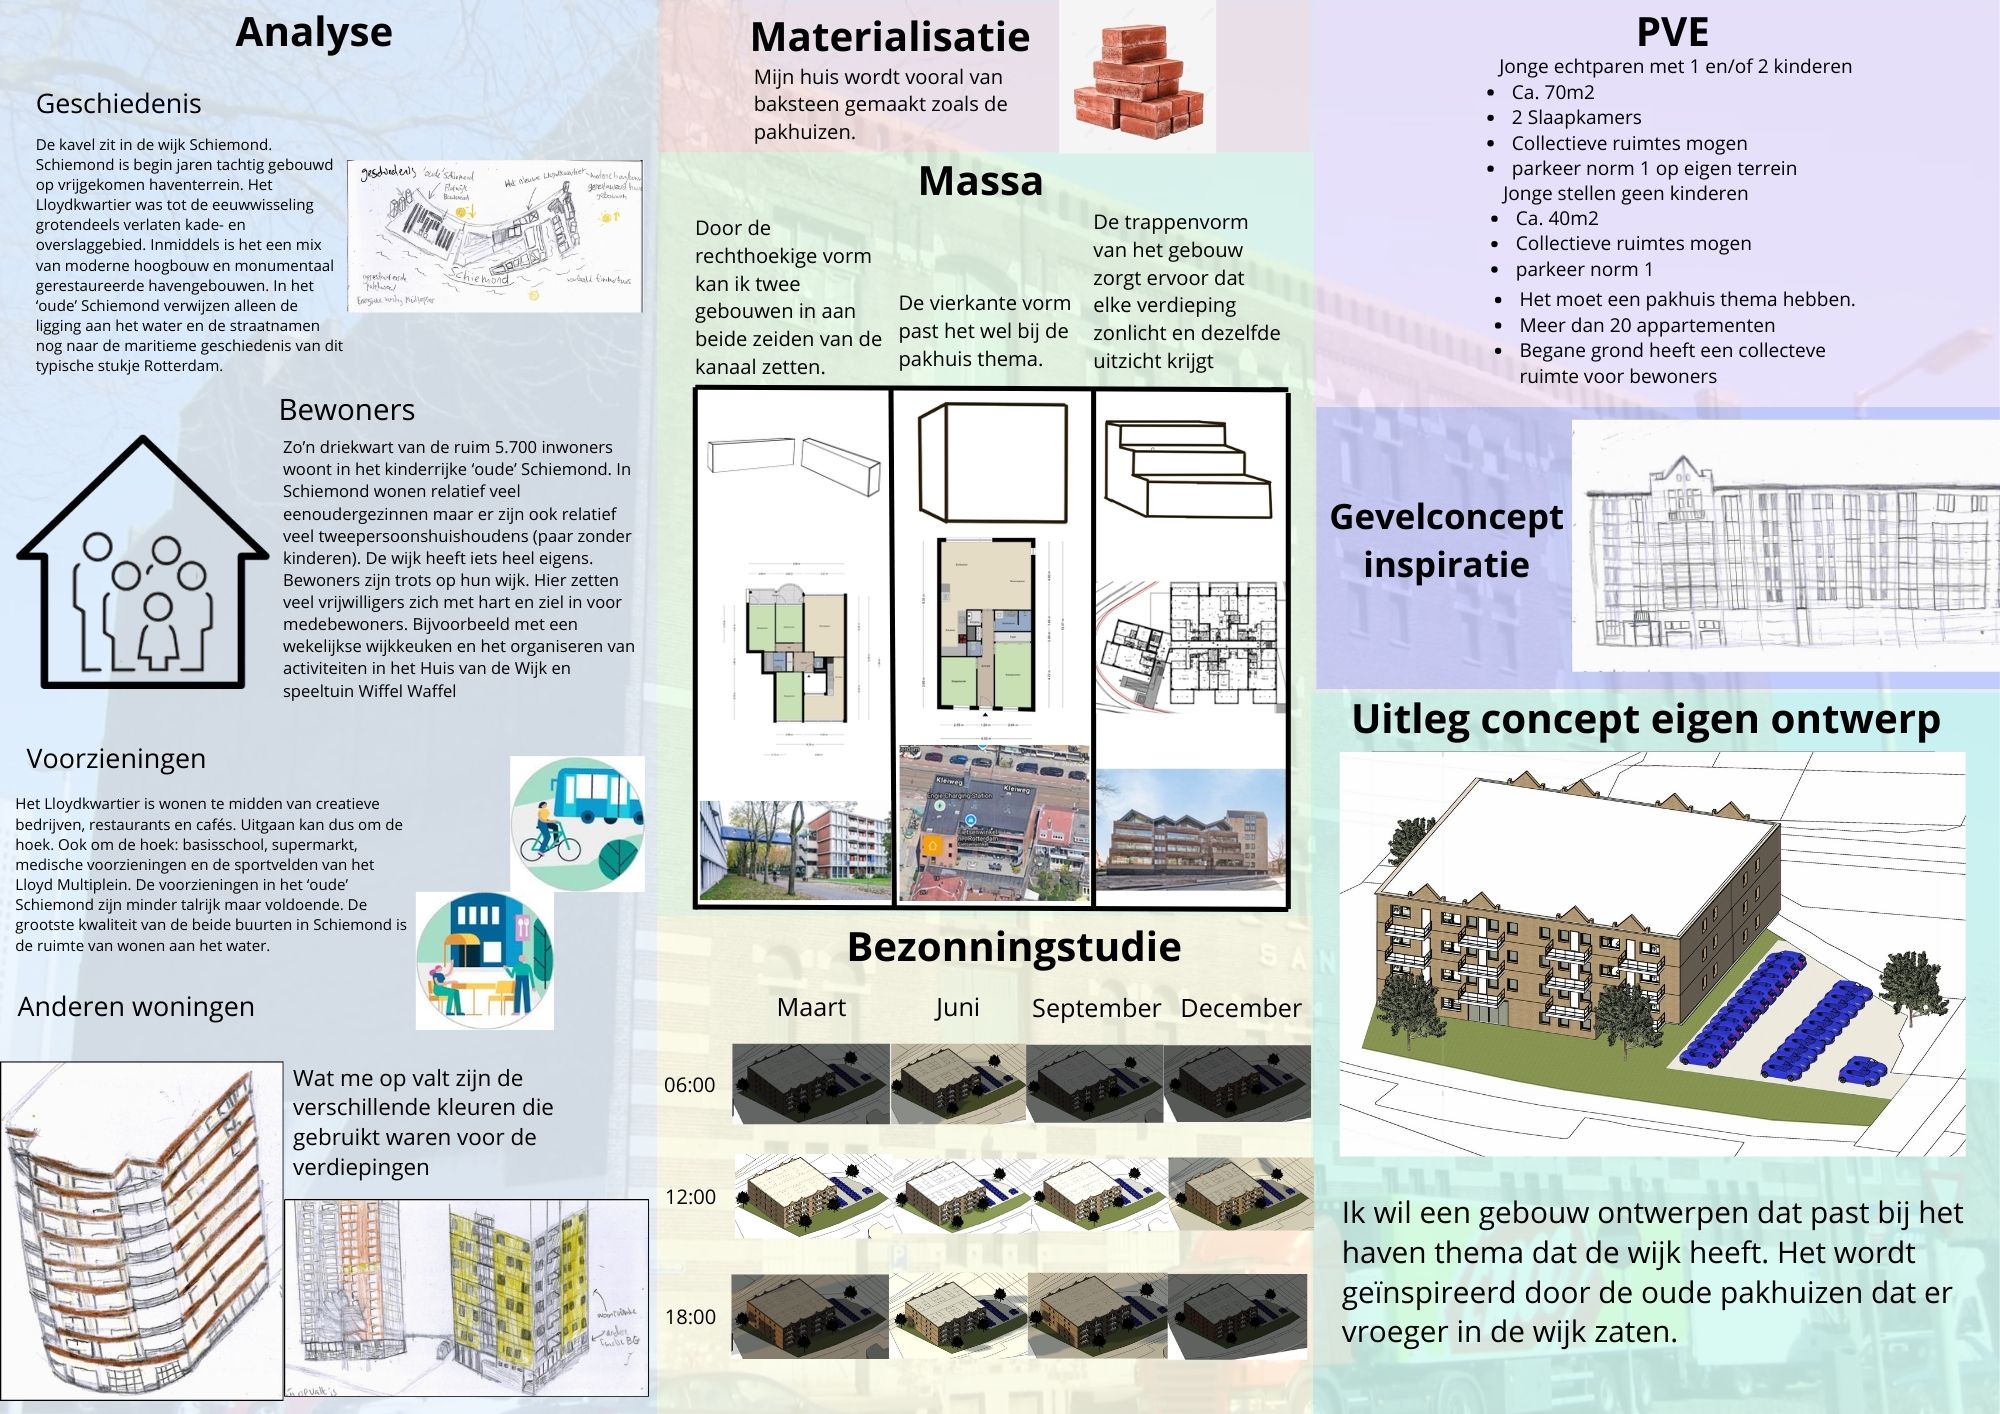 Analyse
Geschiedenis
De kavel zit in de wijk Schiemond.
Schiemond is begin jaren tachtig gebouwd
op vrijgekomen haventerrein. Het
Lloydkwartier was tot de eeuwwisseling
grotendeels verlaten kade- en
overslaggebied. Inmiddels is het een mix
van moderne hoogbouw en monumentaal
gerestaureerde havengebouwen. In het
‘oude’ Schiemond verwijzen alleen de
ligging aan het water en de straatnamen
nog naar de maritieme geschiedenis van dit
typische stukje Rotterdam.
geschiedenis
'oude' Schiemond
Het nieuwe Lloydkwartier
Schiemond
Bewoners
Zo’n driekwart van de ruim 5.700 inwoners
woont in het kinderrijke ‘oude’ Schiemond. In
Schiemond wonen relatief veel
eenoudergezinnen maar er zijn ook relatief
veel tweepersoonshuishoudens (paar zonder
kinderen). De wijk heeft iets heel eigens.
Bewoners zijn trots op hun wijk. Hier zetten
veel vrijwilligers zich met hart en ziel in voor
medebewoners. Bijvoorbeeld met een
wekelijkse wijkkeuken en het organiseren van
activiteiten in het Huis van de Wijk en
speeltuin Wiffel Waffel
Voorzieningen
Het Lloydkwartier is wonen te midden van creatieve
bedrijven, restaurants en cafés. Uitgaan kan dus om de
hoek. Ook om de hoek: basisschool, supermarkt,
medische voorzieningen en de sportvelden van het
Lloyd Multiplein. De voorzieningen in het ‘oude’
Schiemond zijn minder talrijk maar voldoende. De
grootste kwaliteit van de beide buurten in Schiemond is
de ruimte van wonen aan het water.
Anderen woningen
Wat me op valt zijn de
verschillende kleuren die
gebruikt waren voor de
verdiepingen
Materialisatie
Mijn huis wordt vooral van
baksteen gemaakt zoals de
pakhuizen.
Massa
Door de
rechthoekige vorm
kan ik twee
gebouwen in aan
beide zeiden van de
kanaal zetten.
De vierkante vorm
past het wel bij de
pakhuis thema.
De trappenvorm
van het gebouw
zorgt ervoor dat
elke verdieping
zonlicht en dezelfde
uitzicht krijgt
Kleiweg
Kleiweg
Engie Charging Station
Bezonningstudie
SAN
Maart
Juni
September
December
06:00
12:00
18:00
PVE
Jonge echtparen met 1 en/of 2 kinderen
• Ca. 70m2
• 2 Slaapkamers
• Collectieve ruimtes mogen
• parkeer norm 1 op eigen terrein
Jonge stellen geen kinderen
• Ca. 40m2
• Collectieve ruimtes mogen
• parkeer norm 1
• Het moet een pakhuis thema hebben.
• Meer dan 20 appartementen
• Begane grond heeft een collecteve
ruimte voor bewoners
Gevelconcept
inspiratie
Uitleg concept eigen ontwerp
Ik wil een gebouw ontwerpen dat past bij het
haven thema dat de wijk heeft. Het wordt
geïnspireerd door de oude pakhuizen dat er
vroeger in de wijk zaten.